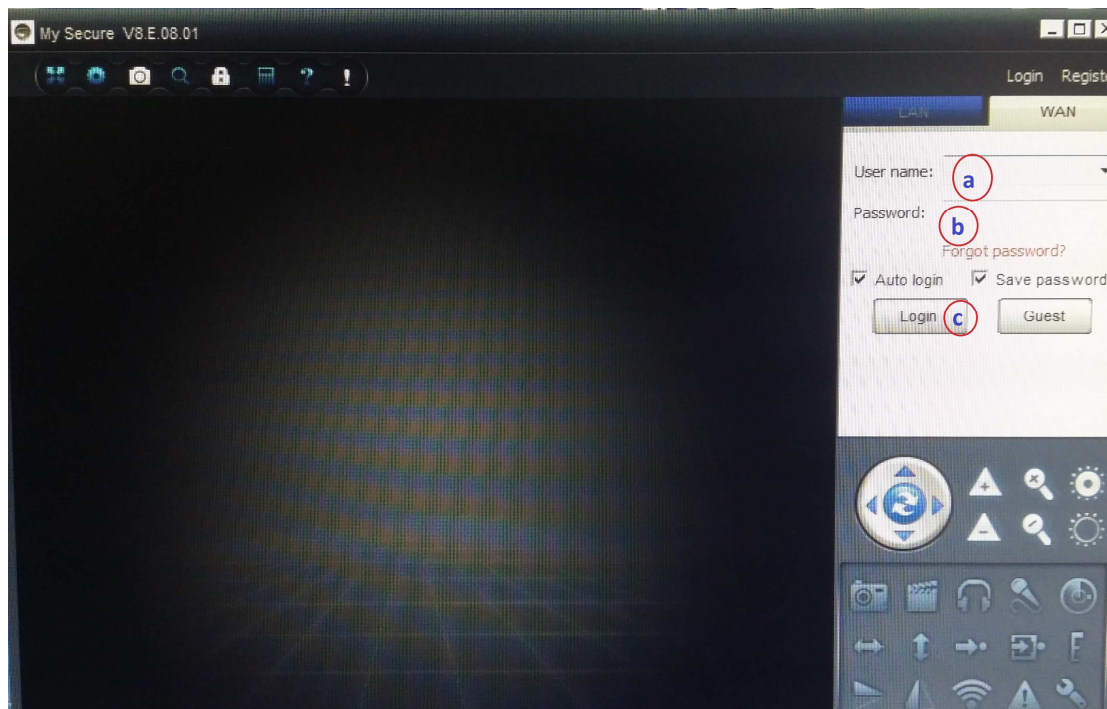 My Secure V8.E.08.01
Login Registe
LAN WAN
User name: a
Password: b
Forgot password?
Auto login Save password
Login c Guest